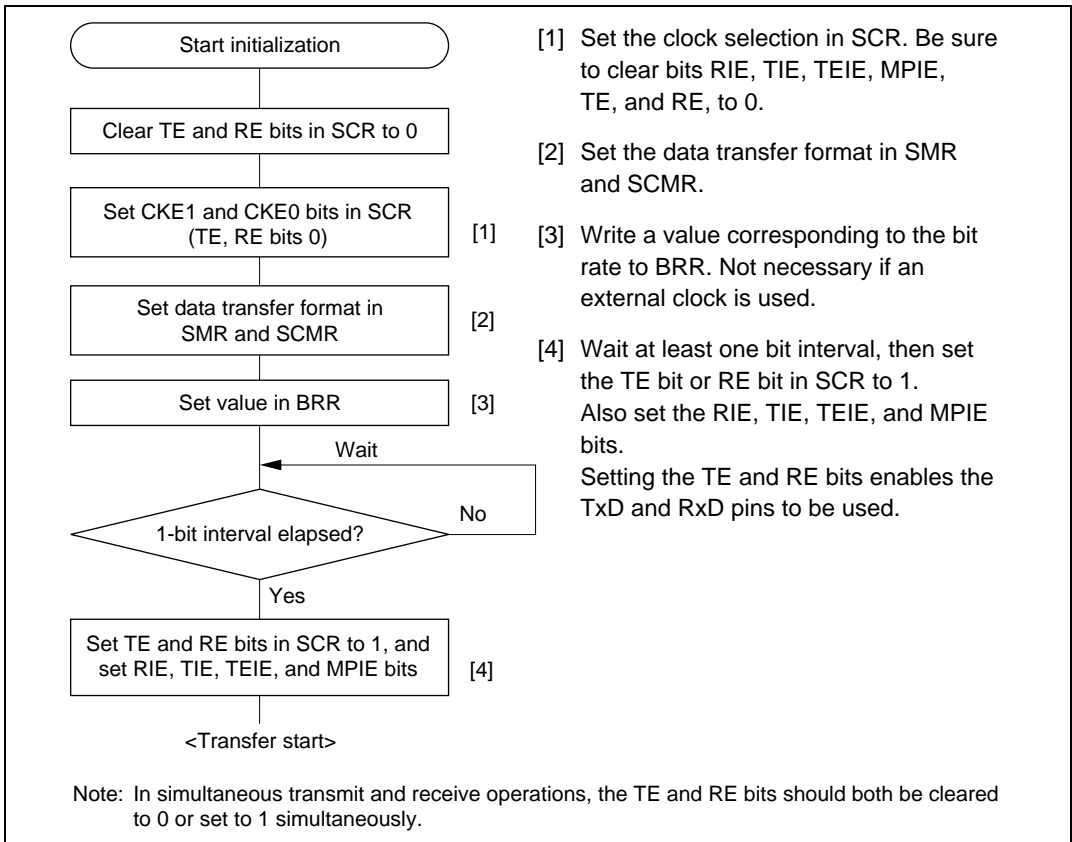 Start initialization
Clear TE and RE bits in SCR to 0
Set CKE1 and CKE0 bits in SCR
(TE, RE bits 0)
[1]
Set data transfer format in
SMR and SCMR
[2]
Set value in BRR
[3]
Wait
1-bit interval elapsed?
No
Yes
Set TE and RE bits in SCR to 1, and
set RIE, TIE, TEIE, and MPIE bits
[4]
<Transfer start>
[1] Set the clock selection in SCR. Be sure
to clear bits RIE, TIE, TEIE, MPIE,
TE, and RE, to 0.
[2] Set the data transfer format in SMR
and SCMR.
[3] Write a value corresponding to the bit
rate to BRR. Not necessary if an
external clock is used.
[4] Wait at least one bit interval, then set
the TE bit or RE bit in SCR to 1.
Also set the RIE, TIE, TEIE, and MPIE
bits.
Setting the TE and RE bits enables the
TxD and RxD pins to be used.
Note: In simultaneous transmit and receive operations, the TE and RE bits should both be cleared
to 0 or set to 1 simultaneously.